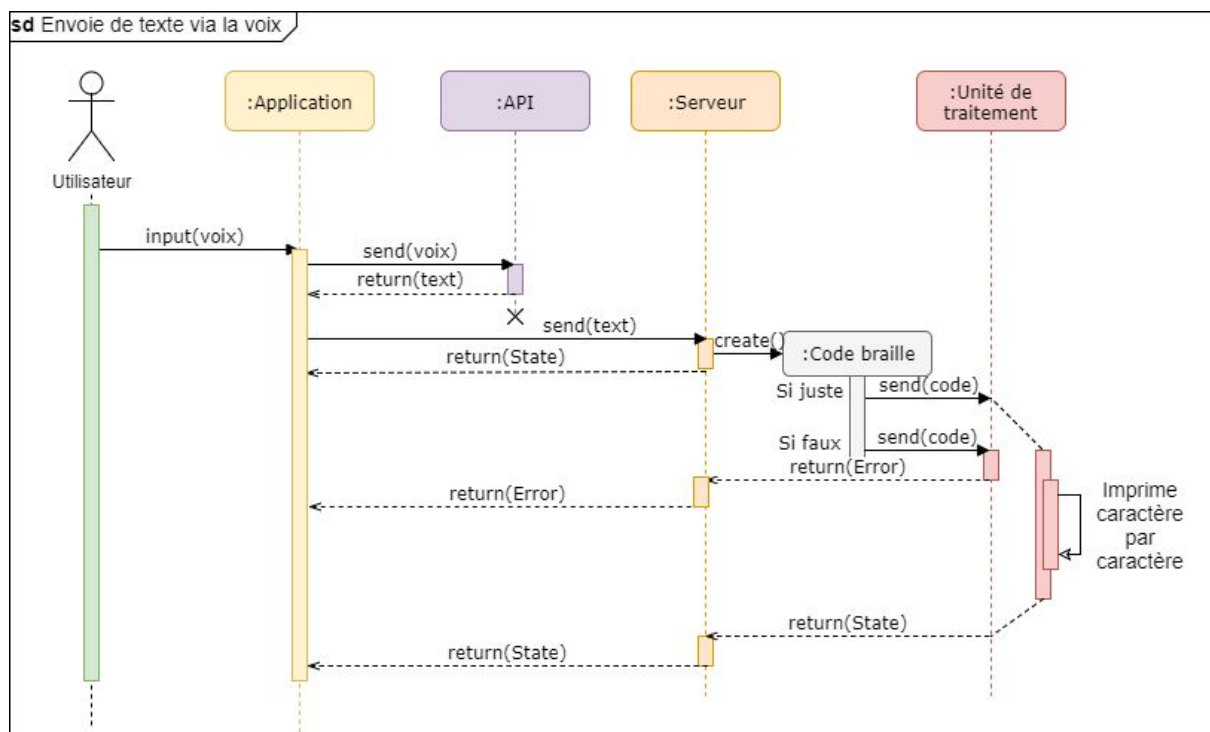 sd Envoie de texte via la voix
:Application
:API
:Serveur
:Unité de
traitement
Utilisateur
input(voix)
send(voix)
return(text)
send(text)
create()
:Code braille
return(State)
Si juste
send(code)
Si faux
send(code)
return(Error)
return(Error)
Imprime
caractère
par
caractère
return(State)
return(State)